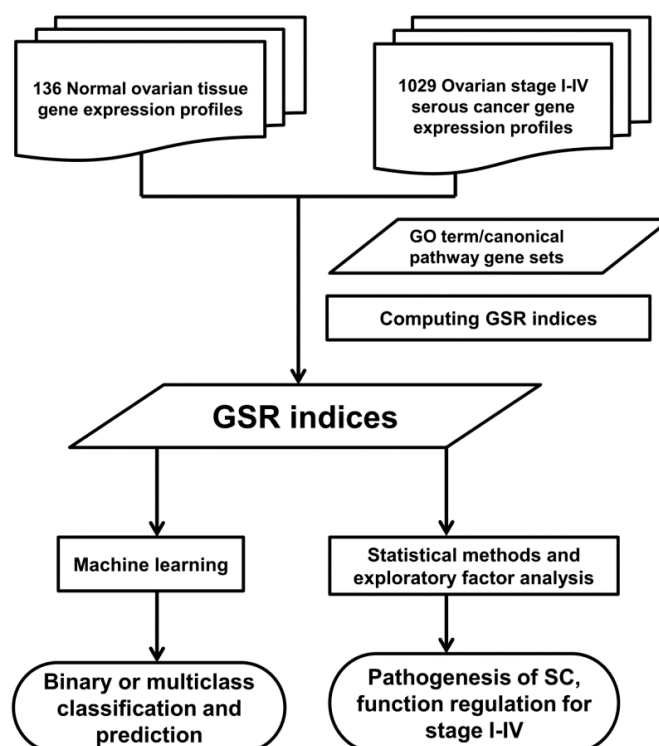 136 Normal ovarian tissue
gene expression profiles
1029 Ovarian stage I-IV
serous cancer gene
expression profiles
GO term/canonical
pathway gene sets
Computing GSR indices
GSR indices
Machine learning
Statistical methods and
exploratory factor analysis
Binary or multiclass
classification and
prediction
Pathogenesis of SC,
function regulation for
stage I-IV